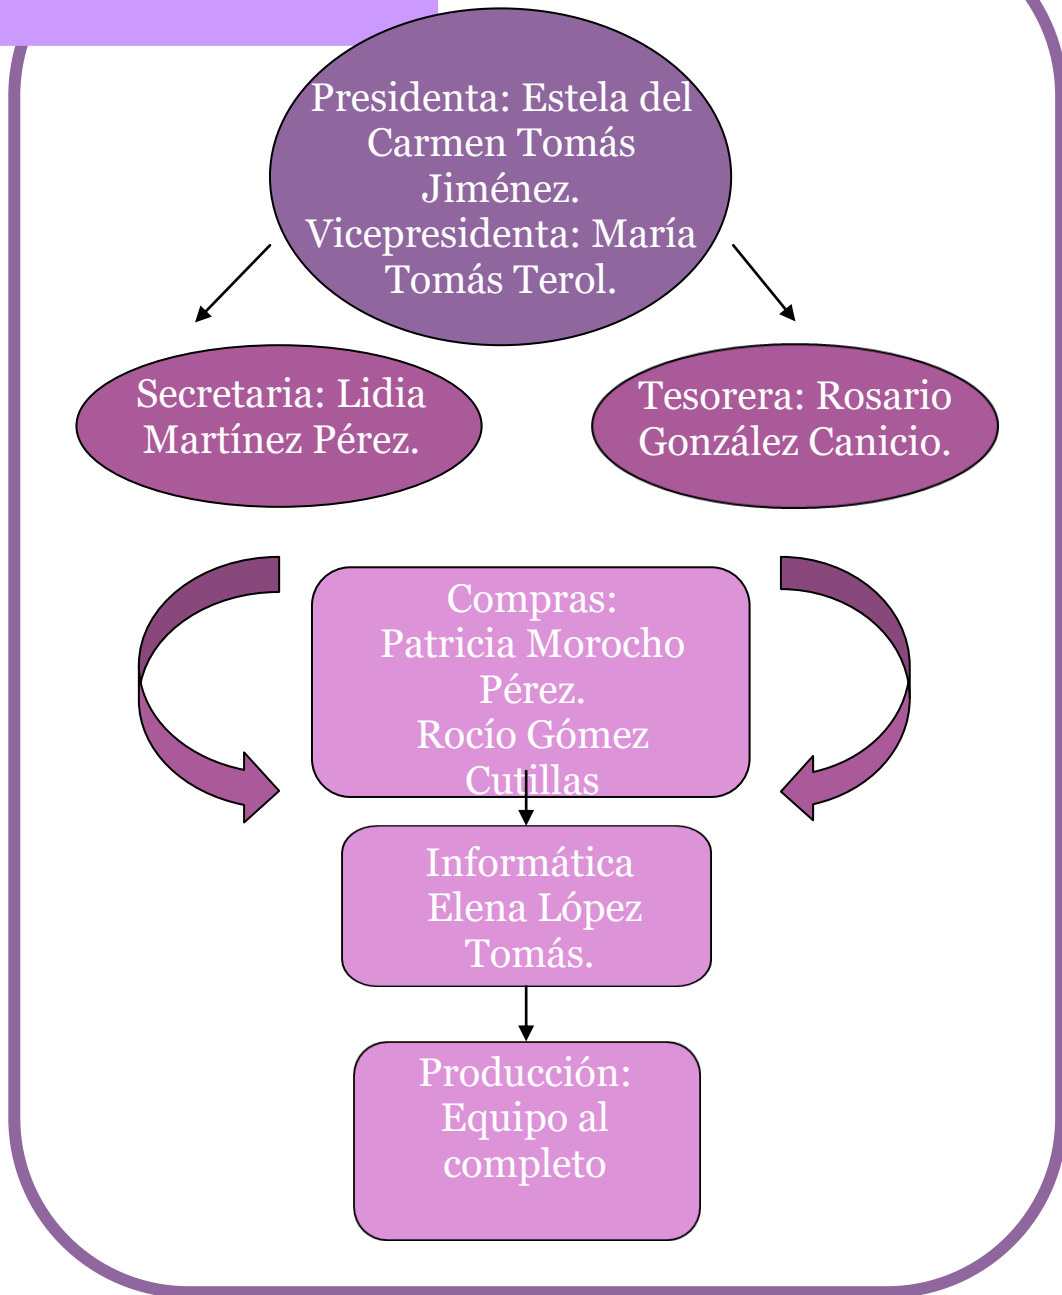 Presidenta: Estela del
Carmen Tomás
Jiménez.
Vicepresidenta: María
Tomás Terol.
Secretaria: Lidia
Martínez Pérez.
Tesorera: Rosario
González Canicio.
Compras:
Patricia Morocho
Pérez.
Rocío Gómez
Cutillas
Informática
Elena López
Tomás.
Producción:
Equipo al
completo